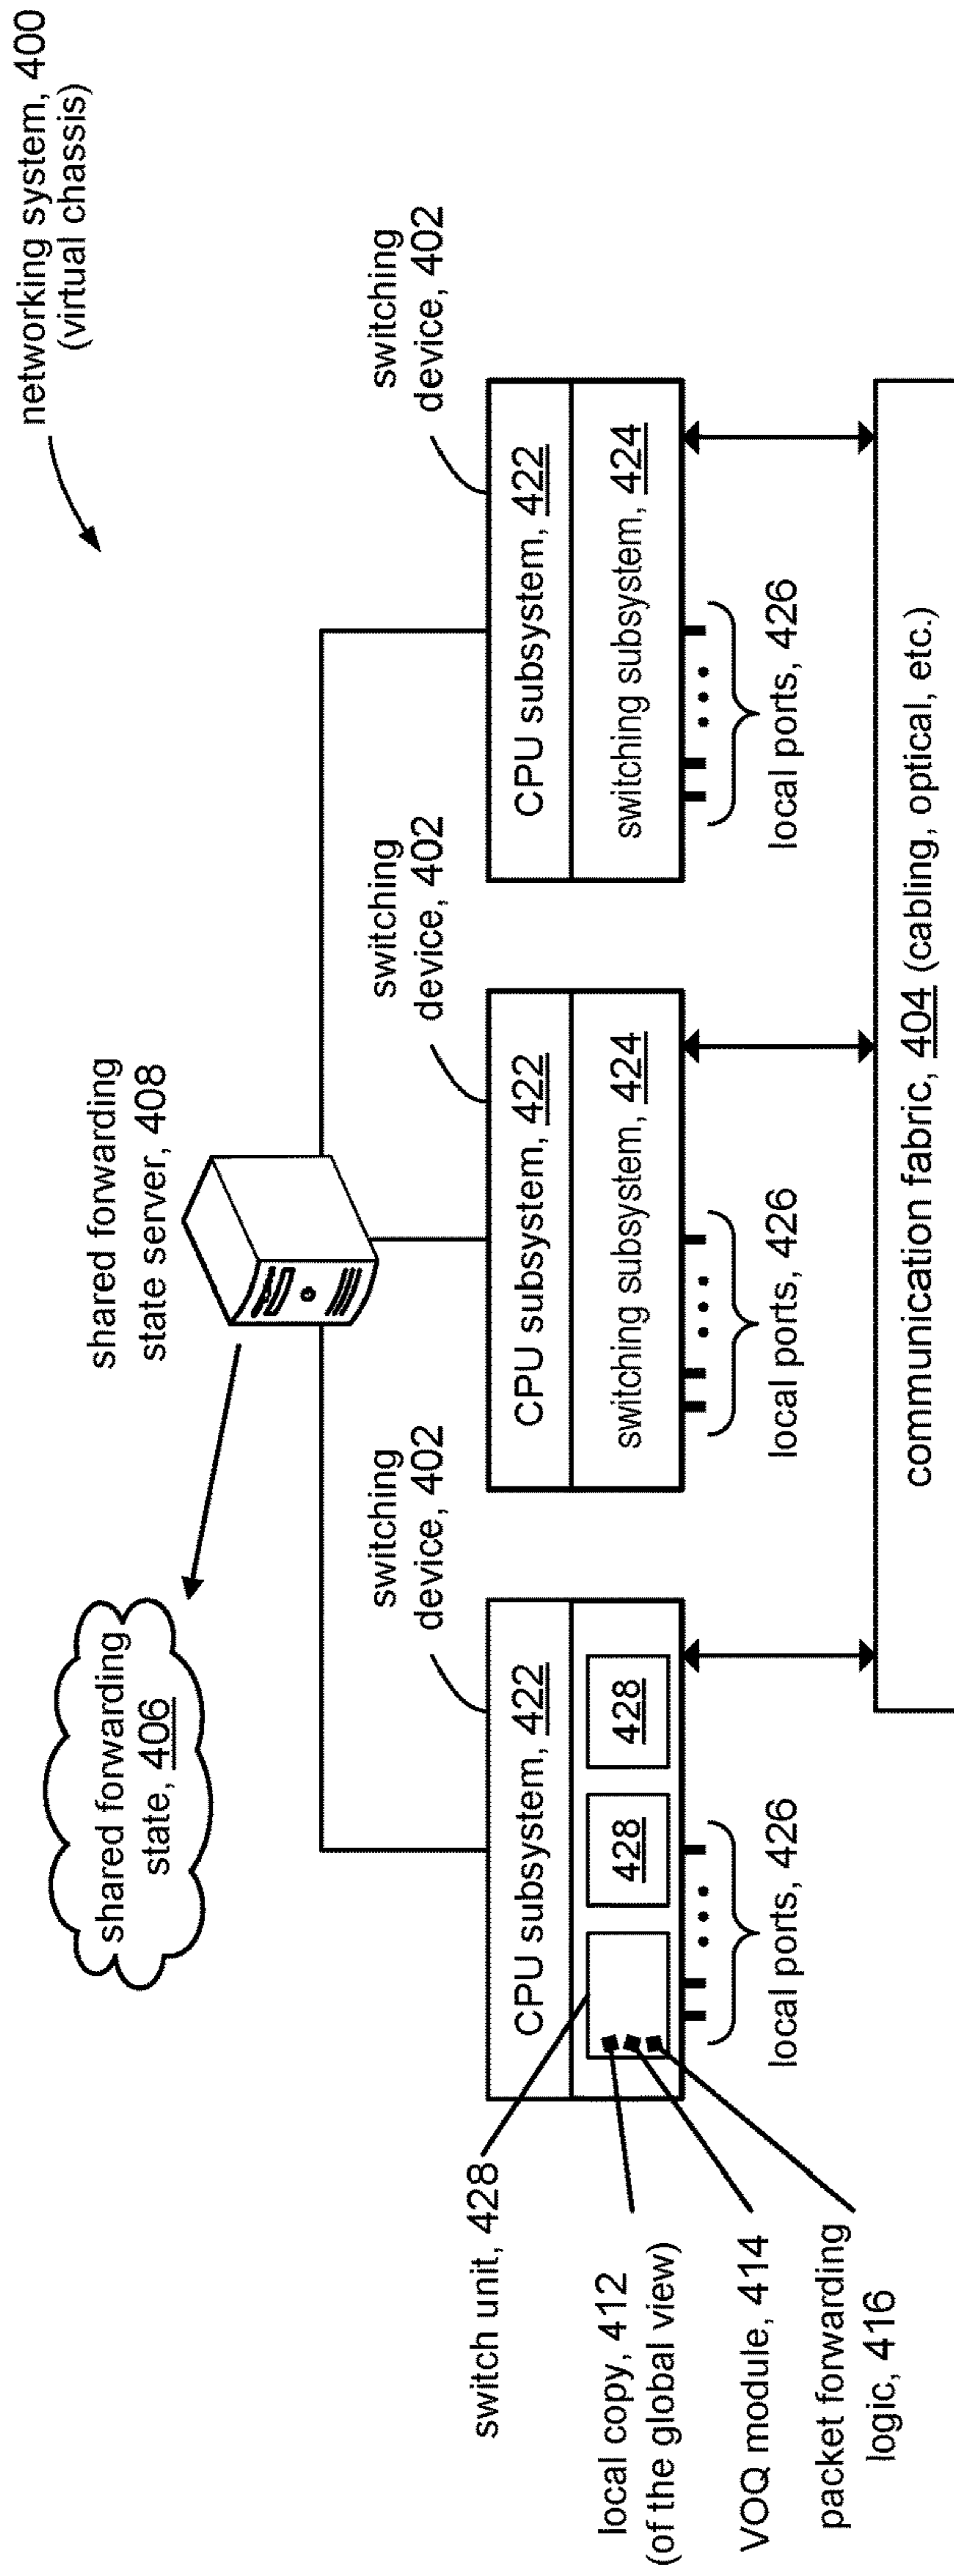 networking system, 400
(virtual chassis)
shared forwarding
state server, 408
shared forwarding
state, 406
switching
device, 402
switching
device, 402
switching
device, 402
CPU subsystem, 422
CPU subsystem, 422
CPU subsystem, 422
switch unit, 428
428
428
switching subsystem, 424
switching subsystem, 424
local copy, 412
(of the global view)
VOQ module, 414
packet forwarding
logic, 416
local ports, 426
local ports, 426
local ports, 426
communication fabric, 404 (cabling, optical, etc.)